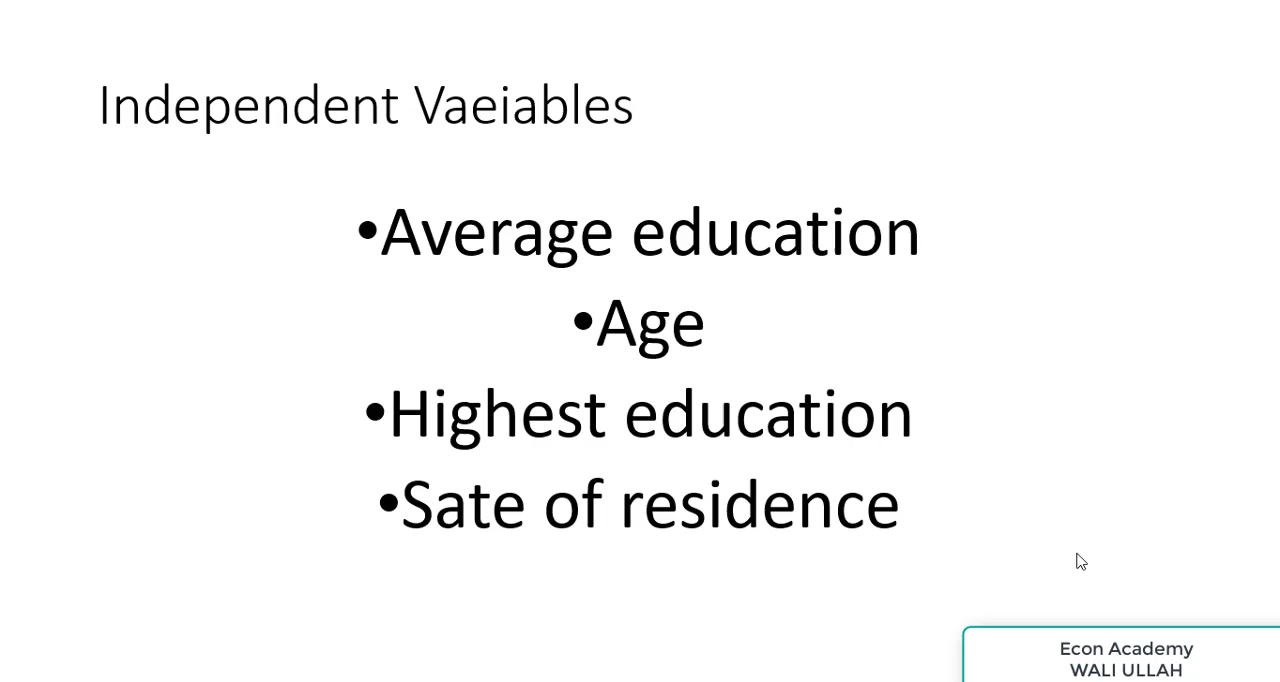 Independent Vaeiables
•Average education
•Age
•Highest education
•Sate of residence
Econ Academy
WALI ULLAH